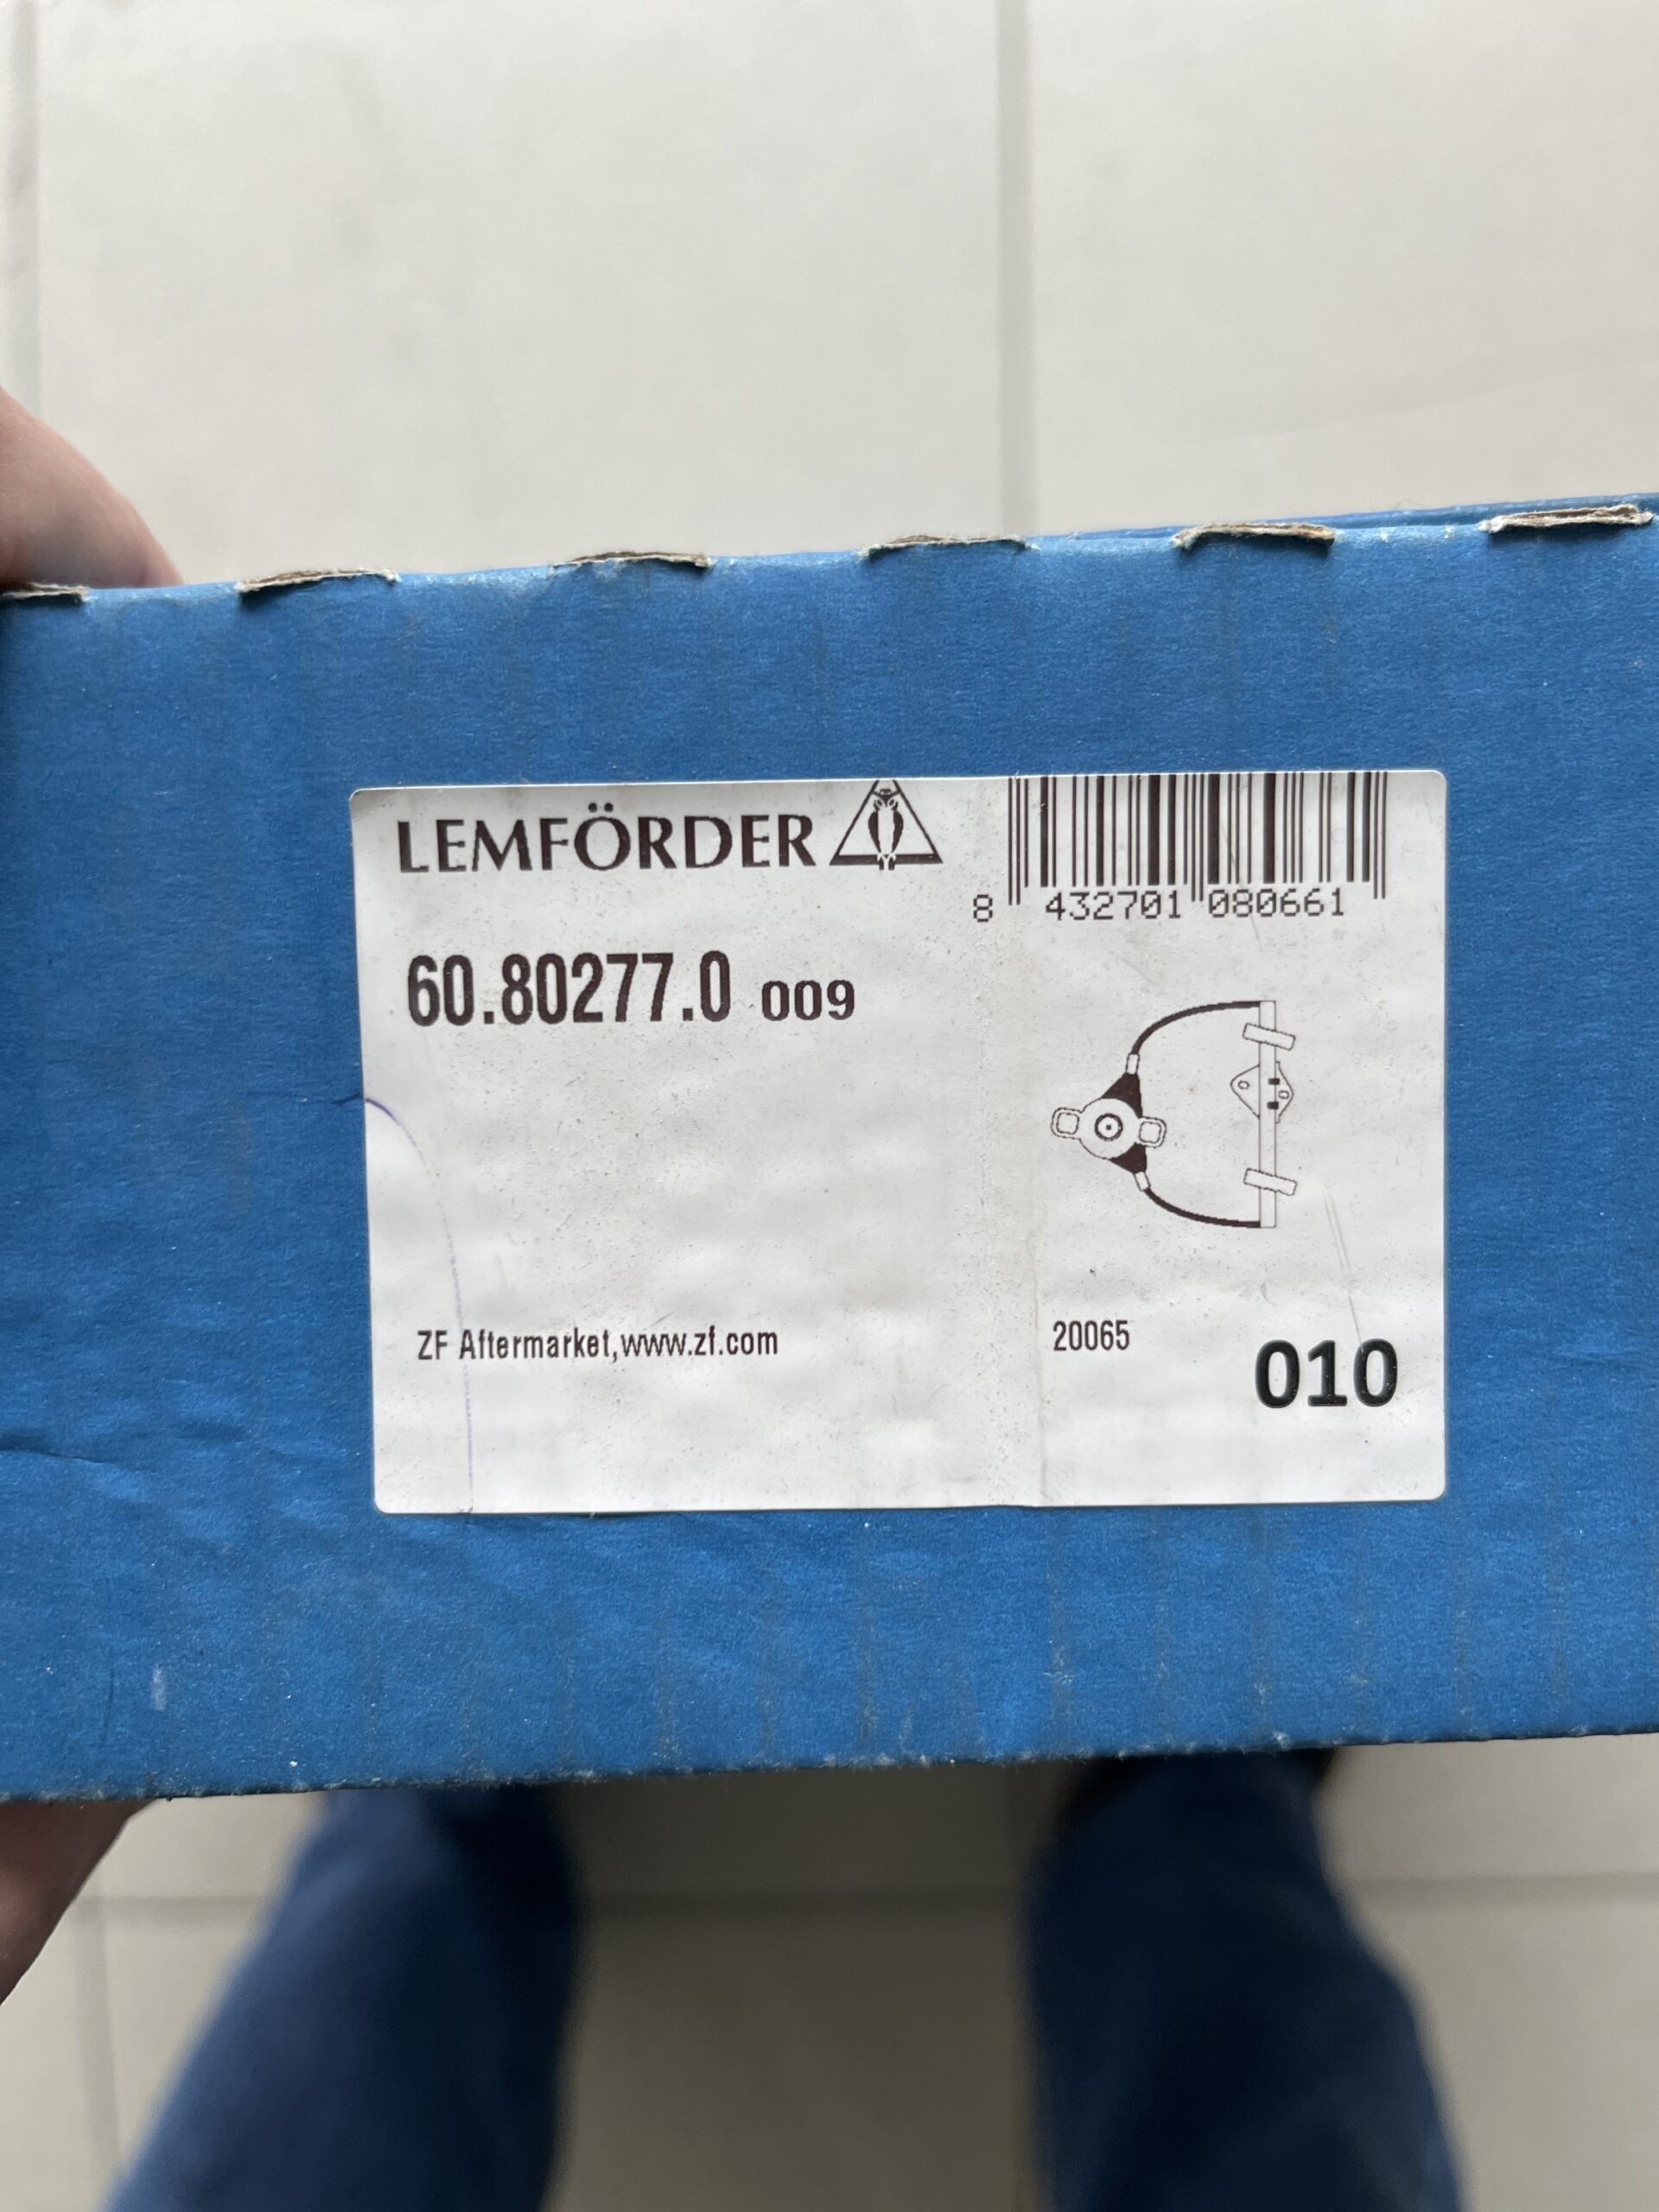 LEMFÖRDER
8 432701 080661
60.80277.0 009
ZF Aftermarket,www.zf.com
20065
010